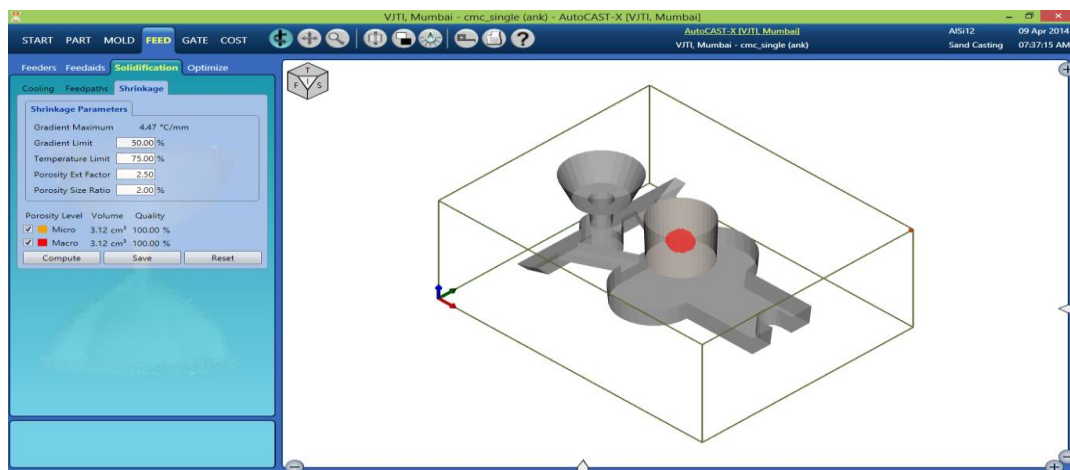 VJTI, Mumbai - cmc_single (ank) - AutoCAST-X [VJTI, Mumbai]
START PART MOLD FEED GATE COST
AutoCAST-X [VJTI, Mumbai]
VJTI, Mumbai - cmc_single (ank)
AlSi12
Sand Casting
09 Apr 2014
07:37:15 AM
Feeders Feedaids Solidification Optimize
Cooling Feedpaths Shrinkage
Shrinkage Parameters
Gradient Maximum 4.47 °C/mm
Gradient Limit 50.00 %
Temperature Limit 75.00 %
Porosity Ext Factor 2.50
Porosity Size Ratio 2.00 %
Porosity Level Volume Quality
Micro 3.12 cm³ 100.00 %
Macro 3.12 cm³ 100.00 %
Compute Save Reset
T
F S